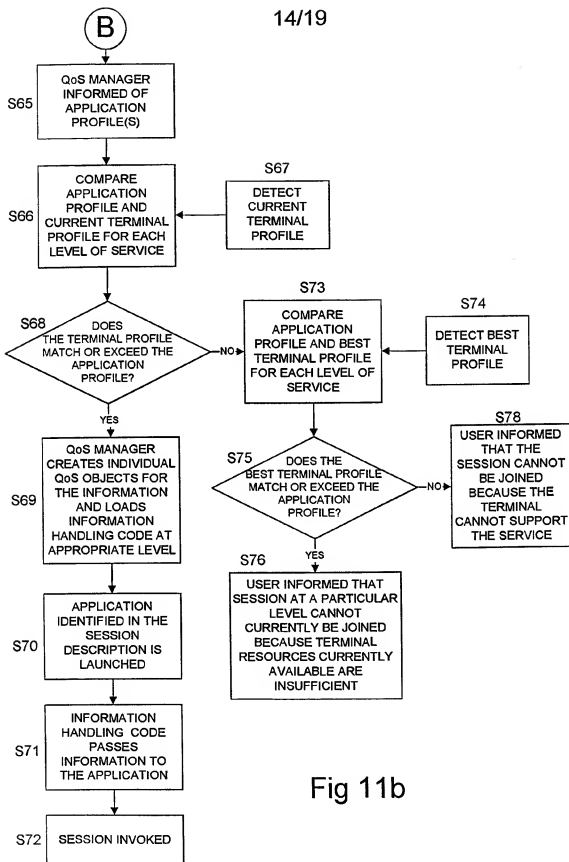 14/19
B
S65
QoS MANAGER
INFORMED OF
APPLICATION
PROFILE(S)
S66
COMPARE
APPLICATION
PROFILE AND
CURRENT TERMINAL
PROFILE FOR EACH
LEVEL OF SERVICE
S67
DETECT
CURRENT
TERMINAL
PROFILE
S68
DOES
THE TERMINAL PROFILE
MATCH OR EXCEED THE
APPLICATION
PROFILE?
NO
YES
S73
COMPARE
APPLICATION
PROFILE AND BEST
TERMINAL PROFILE
FOR EACH LEVEL OF
SERVICE
S74
DETECT BEST
TERMINAL
PROFILE
S69
QoS MANAGER
CREATES INDIVIDUAL
QoS OBJECTS FOR
THE INFORMATION
AND LOADS
INFORMATION
HANDLING CODE AT
APPROPRIATE LEVEL
S75
DOES THE
BEST TERMINAL PROFILE
MATCH OR EXCEED THE
APPLICATION
PROFILE?
NO
YES
S78
USER INFORMED
THAT THE
SESSION CANNOT
BE JOINED
BECAUSE THE
TERMINAL
CANNOT SUPPORT
THE SERVICE
S76
USER INFORMED THAT
SESSION AT A PARTICULAR
LEVEL CANNOT
CURRENTLY BE JOINED
BECAUSE TERMINAL
RESOURCES CURRENTLY
AVAILABLE ARE
INSUFFICIENT
S70
APPLICATION
IDENTIFIED IN THE
SESSION
DESCRIPTION IS
LAUNCHED
S71
INFORMATION
HANDLING CODE
PASSES
INFORMATION TO
THE APPLICATION
S72
SESSION INVOKED
Fig 11b